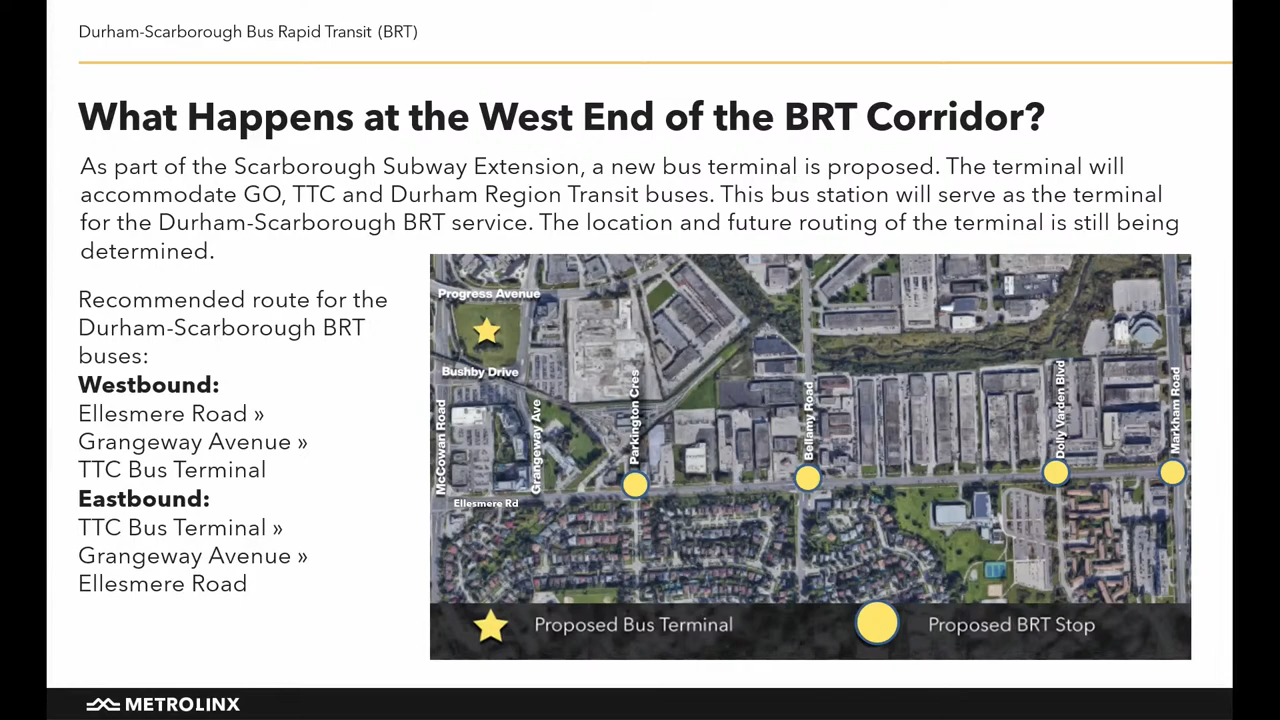 Durham-Scarborough Bus Rapid Transit (BRT)
What Happens at the West End of the BRT Corridor?
As part of the Scarborough Subway Extension, a new bus terminal is proposed. The terminal will
accommodate GO, TTC and Durham Region Transit buses. This bus station will serve as the terminal
for the Durham-Scarborough BRT service. The location and future routing of the terminal is still being
determined.
Recommended route for the
Durham-Scarborough BRT
buses:
Westbound:
Ellesmere Road »
Grangeway Avenue »
TTC Bus Terminal
Eastbound:
TTC Bus Terminal »
Grangeway Avenue »
Ellesmere Road
Progress Avenue
Bushby Drive
McCowan Road
Grangeway Ave
Parkington Cres
Bellamy Road
Dolly Varden Blvd
Markham Road
Ellesmere Rd
Proposed Bus Terminal
Proposed BRT Stop
METROLINX